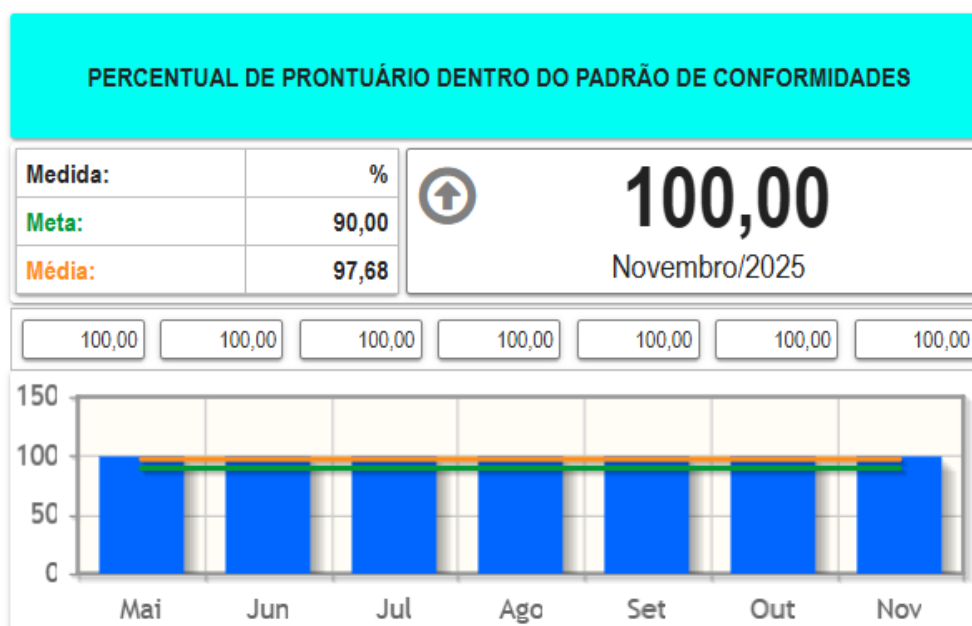 PERCENTUAL DE PRONTUÁRIO DENTRO DO PADRÃO DE CONFORMIDADES
Medida: %
Meta: 90,00
Média: 97,68
100,00
Novembro/2025
100,00 100,00 100,00 100,00 100,00 100,00 100,00
150
100
50
0
Mai Jun Jul Ago Set Out Nov